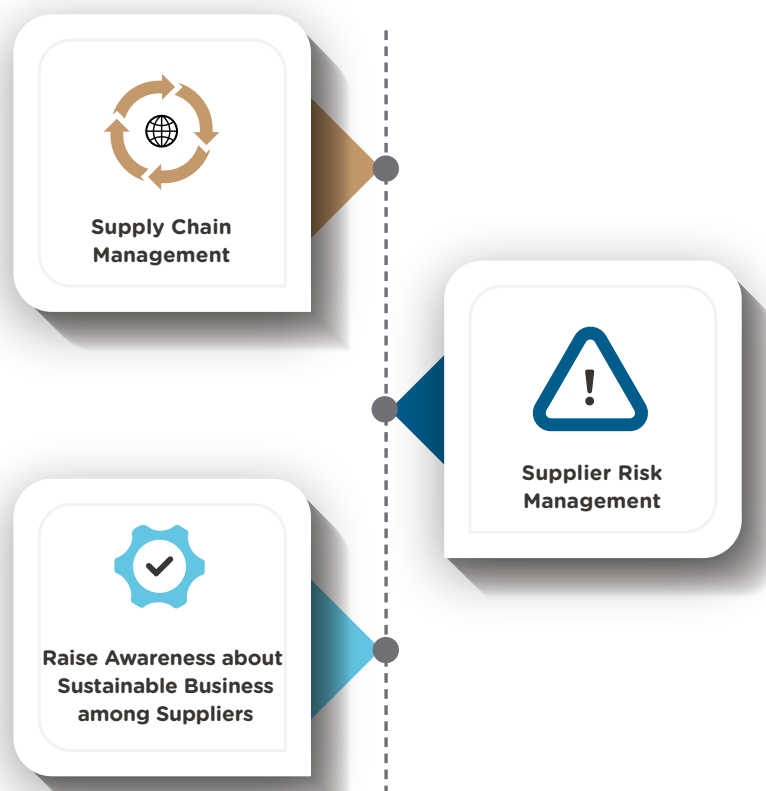 Supply Chain
Management
Supplier Risk
Management
Raise Awareness about
Sustainable Business
among Suppliers